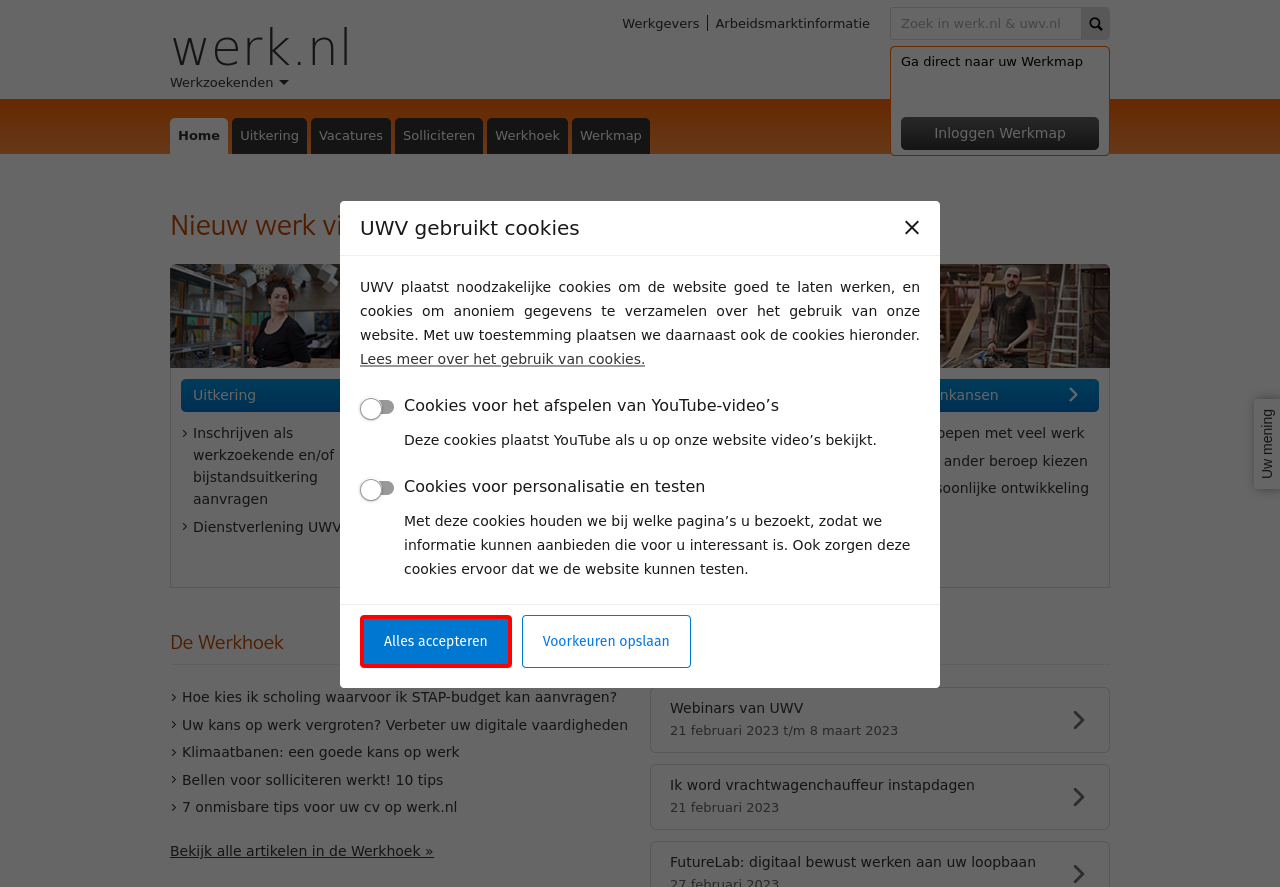 Werkgevers
Arbeidsmarktinformatie
Zoek in werk.nl & uwv.nl
werk.nl
Werkzoekenden
Ga direct naar uw Werkmap
Inloggen Werkmap
Home
Uitkering
Vacatures
Solliciteren
Werkhoek
Werkmap
Nieuw werk vi
UWV gebruikt cookies
UWV plaatst noodzakelijke cookies om de website goed te laten werken, en
cookies om anoniem gegevens te verzamelen over het gebruik van onze
website. Met uw toestemming plaatsen we daarnaast ook de cookies hieronder.
Lees meer over het gebruik van cookies.
Cookies voor het afspelen van YouTube-video’s
Deze cookies plaatst YouTube als u op onze website video’s bekijkt.
Cookies voor personalisatie en testen
Met deze cookies houden we bij welke pagina’s u bezoekt, zodat we
informatie kunnen aanbieden die voor u interessant is. Ook zorgen deze
cookies ervoor dat we de website kunnen testen.
Alles accepteren
Voorkeuren opslaan
Uitkering
Inschrijven als
werkzoekende en/of
bijstandsuitkering
aanvragen
Dienstverlening UWV
nkansen
oepen met veel werk
ander beroep kiezen
soonlijke ontwikkeling
Uw mening
De Werkhoek
Hoe kies ik scholing waarvoor ik STAP-budget kan aanvragen?
Uw kans op werk vergroten? Verbeter uw digitale vaardigheden
Klimaatbanen: een goede kans op werk
Bellen voor solliciteren werkt! 10 tips
7 onmisbare tips voor uw cv op werk.nl
Bekijk alle artikelen in de Werkhoek »
Webinars van UWV
21 februari 2023 t/m 8 maart 2023
Ik word vrachtwagenchauffeur instapdagen
21 februari 2023
FutureLab: digitaal bewust werken aan uw loopbaan
27 februari 2023